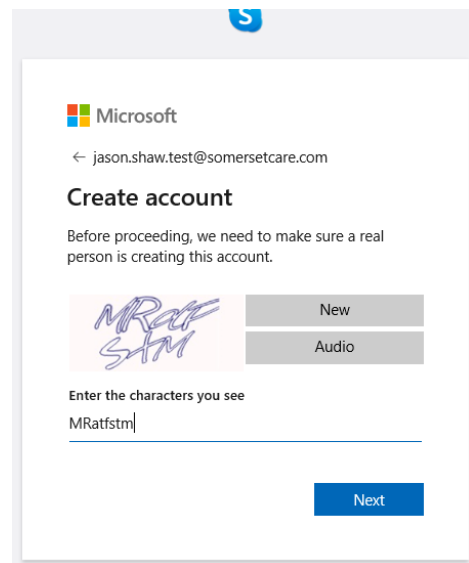 Microsoft
← jason.shaw.test@somersetcare.com
Create account
Before proceeding, we need to make sure a real
person is creating this account.
New
Audio
Enter the characters you see
MRatfstm
Next